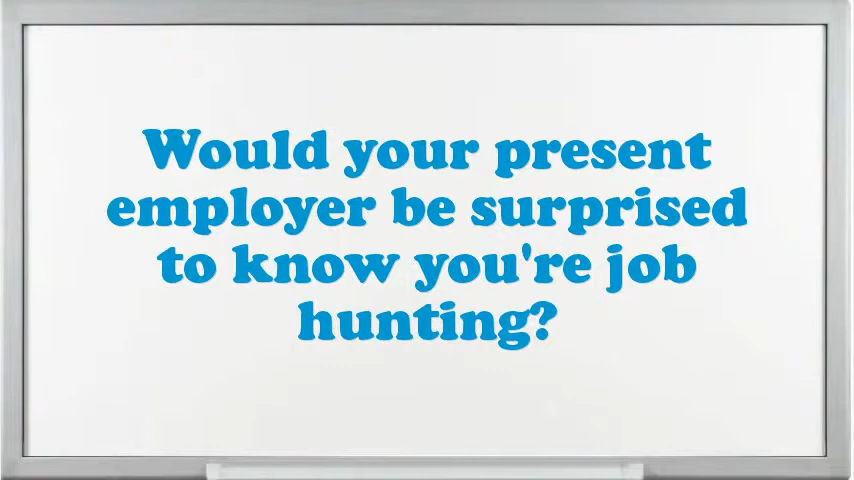 Would your present
employer be surprised
to know you're job
hunting?